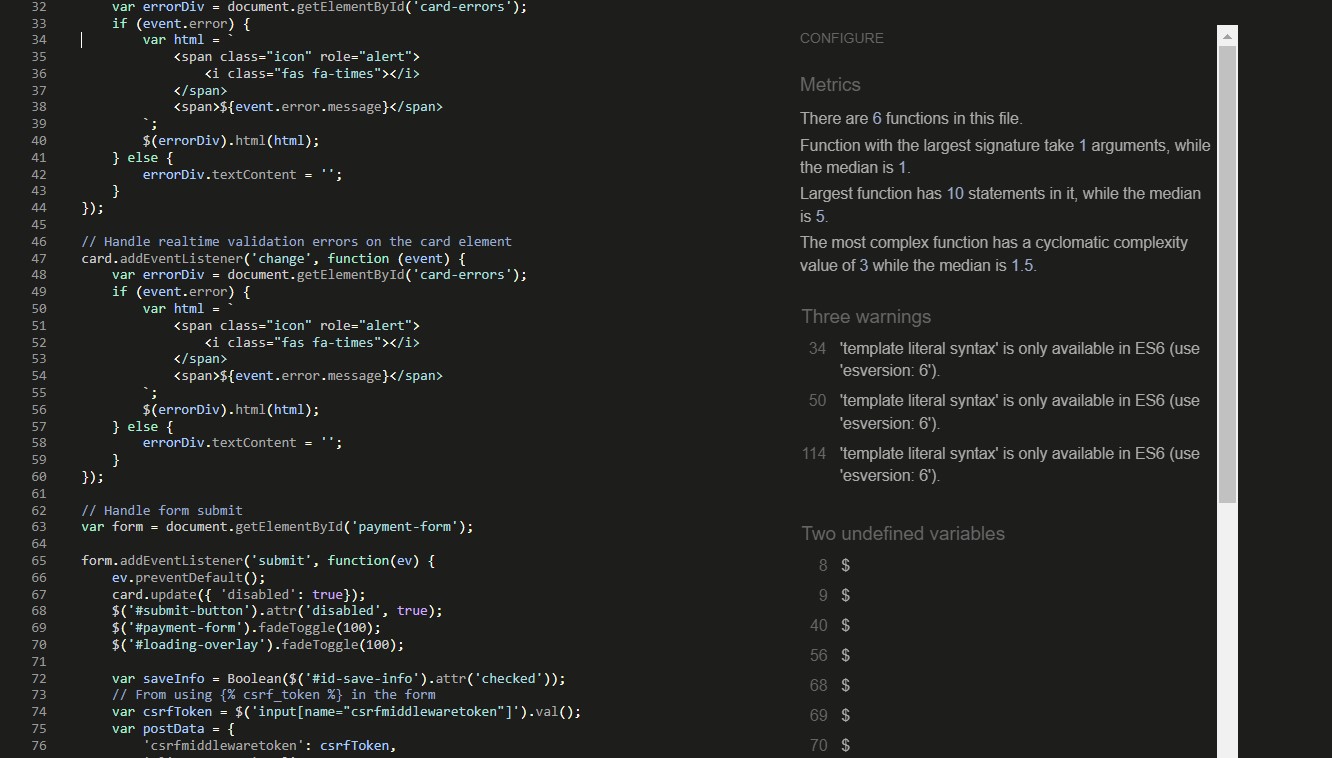 32 var errorDiv = document.getElementById('card-errors');
33 if (event.error) {
34 var html = `
35 <span class="icon" role="alert">
36 <i class="fas fa-times"></i>
37 </span>
38 <span>${event.error.message}</span>
39 `;
40 $(errorDiv).html(html);
41 } else {
42 errorDiv.textContent = '';
43 }
44 });
45
46 // Handle realtime validation errors on the card element
47 card.addEventListener('change', function (event) {
48 var errorDiv = document.getElementById('card-errors');
49 if (event.error) {
50 var html = `
51 <span class="icon" role="alert">
52 <i class="fas fa-times"></i>
53 </span>
54 <span>${event.error.message}</span>
55 `;
56 $(errorDiv).html(html);
57 } else {
58 errorDiv.textContent = '';
59 }
60 });
61
62 // Handle form submit
63 var form = document.getElementById('payment-form');
64
65 form.addEventListener('submit', function(ev) {
66 ev.preventDefault();
67 card.update({ 'disabled': true});
68 $('#submit-button').attr('disabled', true);
69 $('#payment-form').fadeToggle(100);
70 $('#loading-overlay').fadeToggle(100);
71
72 var saveInfo = Boolean($('#id-save-info').attr('checked'));
73 // From using {% csrf_token %} in the form
74 var csrfToken = $('input[name="csrfmiddlewaretoken"]').val();
75 var postData = {
76 'csrfmiddlewaretoken': csrfToken,
CONFIGURE
Metrics
There are 6 functions in this file.
Function with the largest signature take 1 arguments, while
the median is 1.
Largest function has 10 statements in it, while the median
is 5.
The most complex function has a cyclomatic complexity
value of 3 while the median is 1.5.
Three warnings
34 'template literal syntax' is only available in ES6 (use
'esversion: 6').
50 'template literal syntax' is only available in ES6 (use
'esversion: 6').
114 'template literal syntax' is only available in ES6 (use
'esversion: 6').
Two undefined variables
8 $
9 $
40 $
56 $
68 $
69 $
70 $